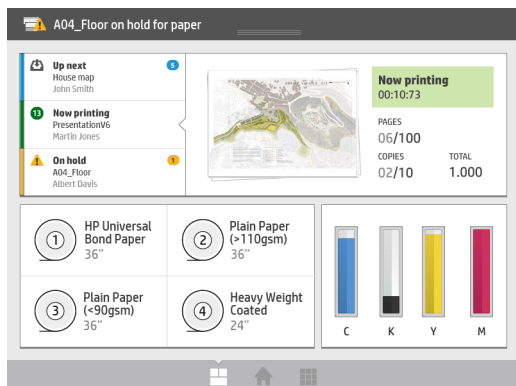 A04_Floor on hold for paper
Up next
5
House map
John Smith
13
Now printing
PresentationV6
Martin Jones
On hold
1
A04_Floor
Albert Davis
Now printing
00:10:73
PAGES
06/100
COPIES
TOTAL
02/10
1.000
1
HP Universal
Bond Paper
36"
2
Plain Paper
(>110gsm)
36"
3
Plain Paper
(<90gsm)
36"
4
Heavy Weight
Coated
24"
C
K
Y
M